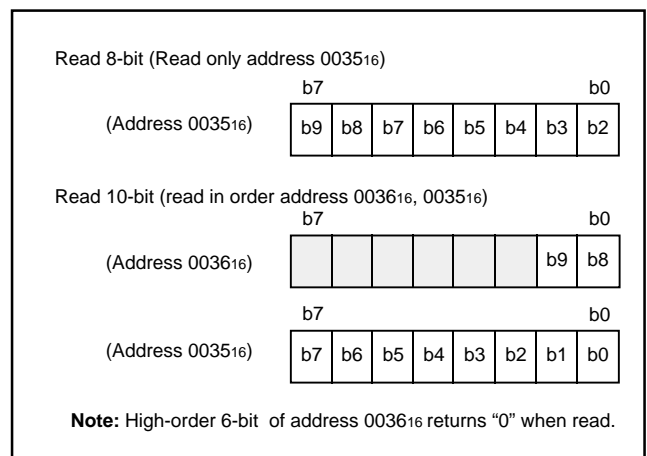 Read 8-bit (Read only address 003516)
b7 b0
(Address 003516) b9 b8 b7 b6 b5 b4 b3 b2
Read 10-bit (read in order address 003616, 003516)
b7 b0
(Address 003616) b9 b8
b7 b0
(Address 003516) b7 b6 b5 b4 b3 b2 b1 b0
Note: High-order 6-bit of address 003616 returns “0” when read.